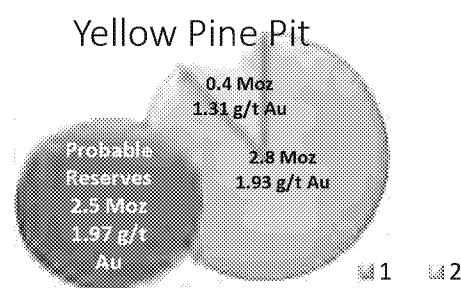 Yellow Pine Pit
0.4 Moz
1.31 g/t Au
2.8 Moz
1.93 g/t Au
Probable
Reserves
2.5 Moz
1.97 g/t
Au
1 2